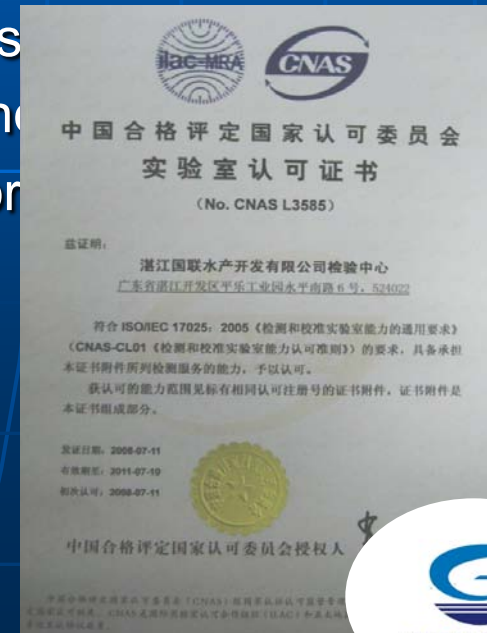 s
or
ilac-MRA
CNAS
中国合格评定国家认可委员会
实验室认可证书
(No. CNAS L3585)
兹证明:
湛江国联水产开发有限公司检验中心
广东省湛江开发区平乐工业园永平南路6号, 524022
符合 ISO/IEC 17025: 2005《检测和校准实验室能力的通用要求》
(CNAS-CL01《检测和校准实验室能力认可准则》)的要求,具备承担
本证书附件所列检测服务的能力,予以认可。
获认可的能力范围见标有相同认可注册号的证书附件,证书附件是
本证书组成部分。
发证日期: 2008-07-11
有效期至: 2011-07-10
初次认可: 2008-07-11
中国合格评定国家认可委员会授权人